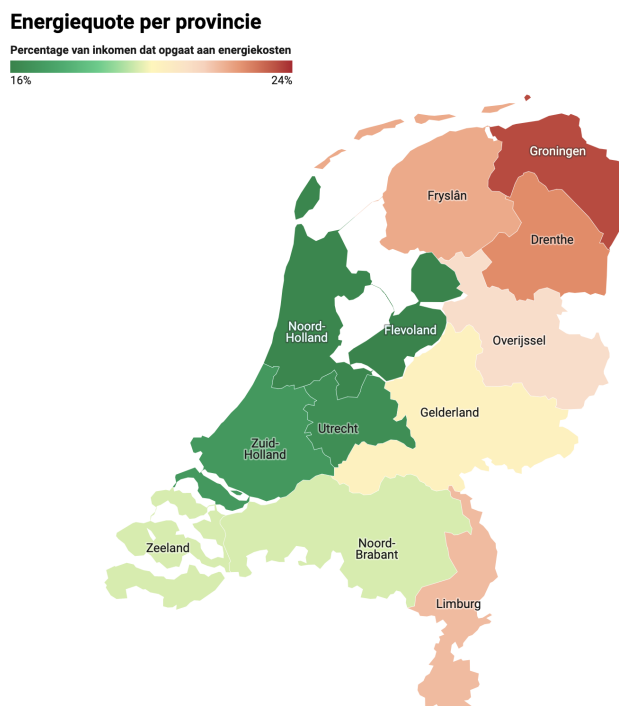 Energiequote per provincie
Percentage van inkomen dat opgaat aan energiekosten
16%
24%
Groningen
Fryslân
Drenthe
Noord-
Holland
Flevoland
Overijssel
Gelderland
Utrecht
Zuid-
Holland
Zeeland
Noord-
Brabant
Limburg